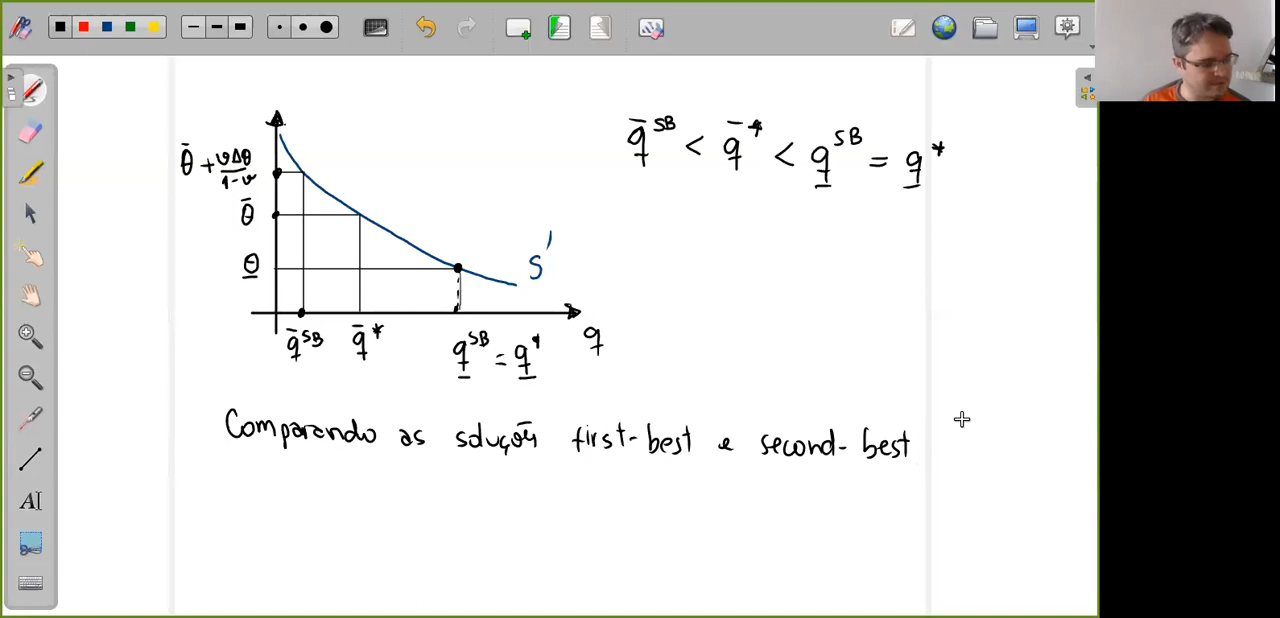 q̄^SB < q̄^* < q̲^SB = q̲^*
θ̄ + νΔθ/1-ν
θ̄
θ̲
S'
q̄^SB q̄^* q̲^SB = q̲^* q
Comparando as soluções first-best e second-best